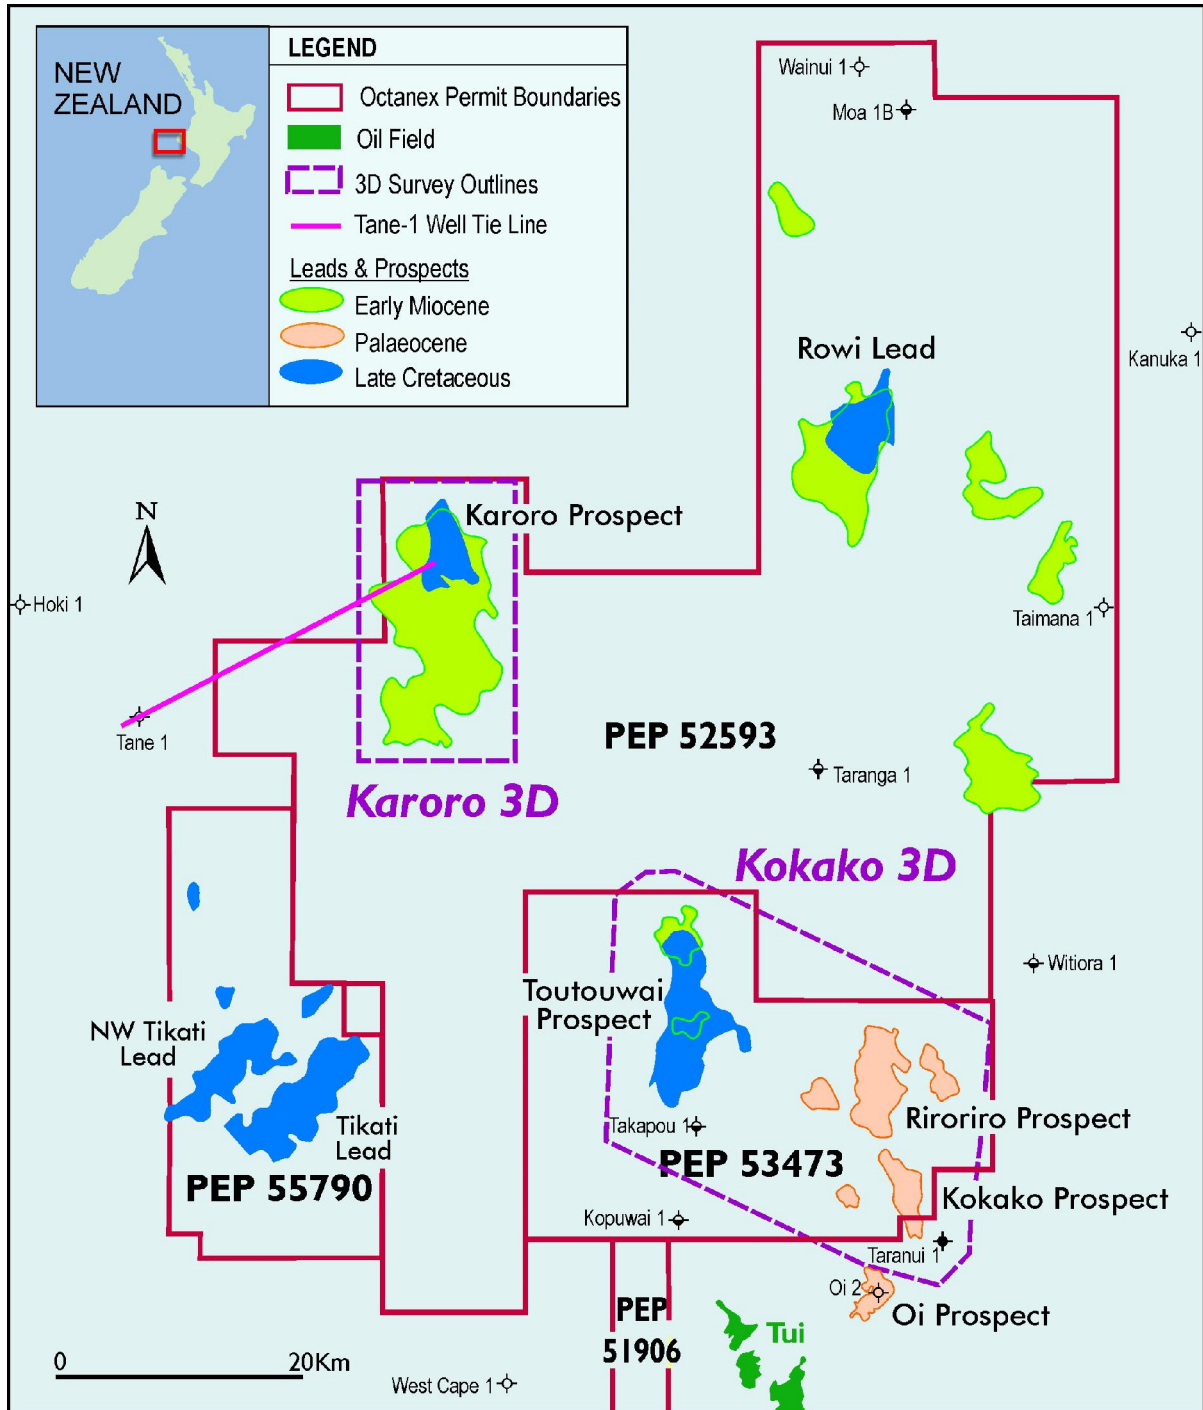 NEW
ZEALAND
LEGEND
Octanex Permit Boundaries
Oil Field
3D Survey Outlines
Tane-1 Well Tie Line
Leads & Prospects
Early Miocene
Palaeocene
Late Cretaceous
Wainui 1
Moa 1B
Rowi Lead
Kanuka 1
N
Karoro Prospect
Hoki 1
Taimana 1
Tane 1
PEP 52593
Taranga 1
Karoro 3D
Kokako 3D
Witiora 1
Toutouwai
Prospect
NW Tikati
Lead
Tikati
Lead
Riroriro Prospect
Takapou 1
PEP 53473
PEP 55790
Kokako Prospect
Kopuwai 1
Taranui 1
Oi 2
Oi Prospect
PEP
51906
Tui
0
20Km
West Cape 1